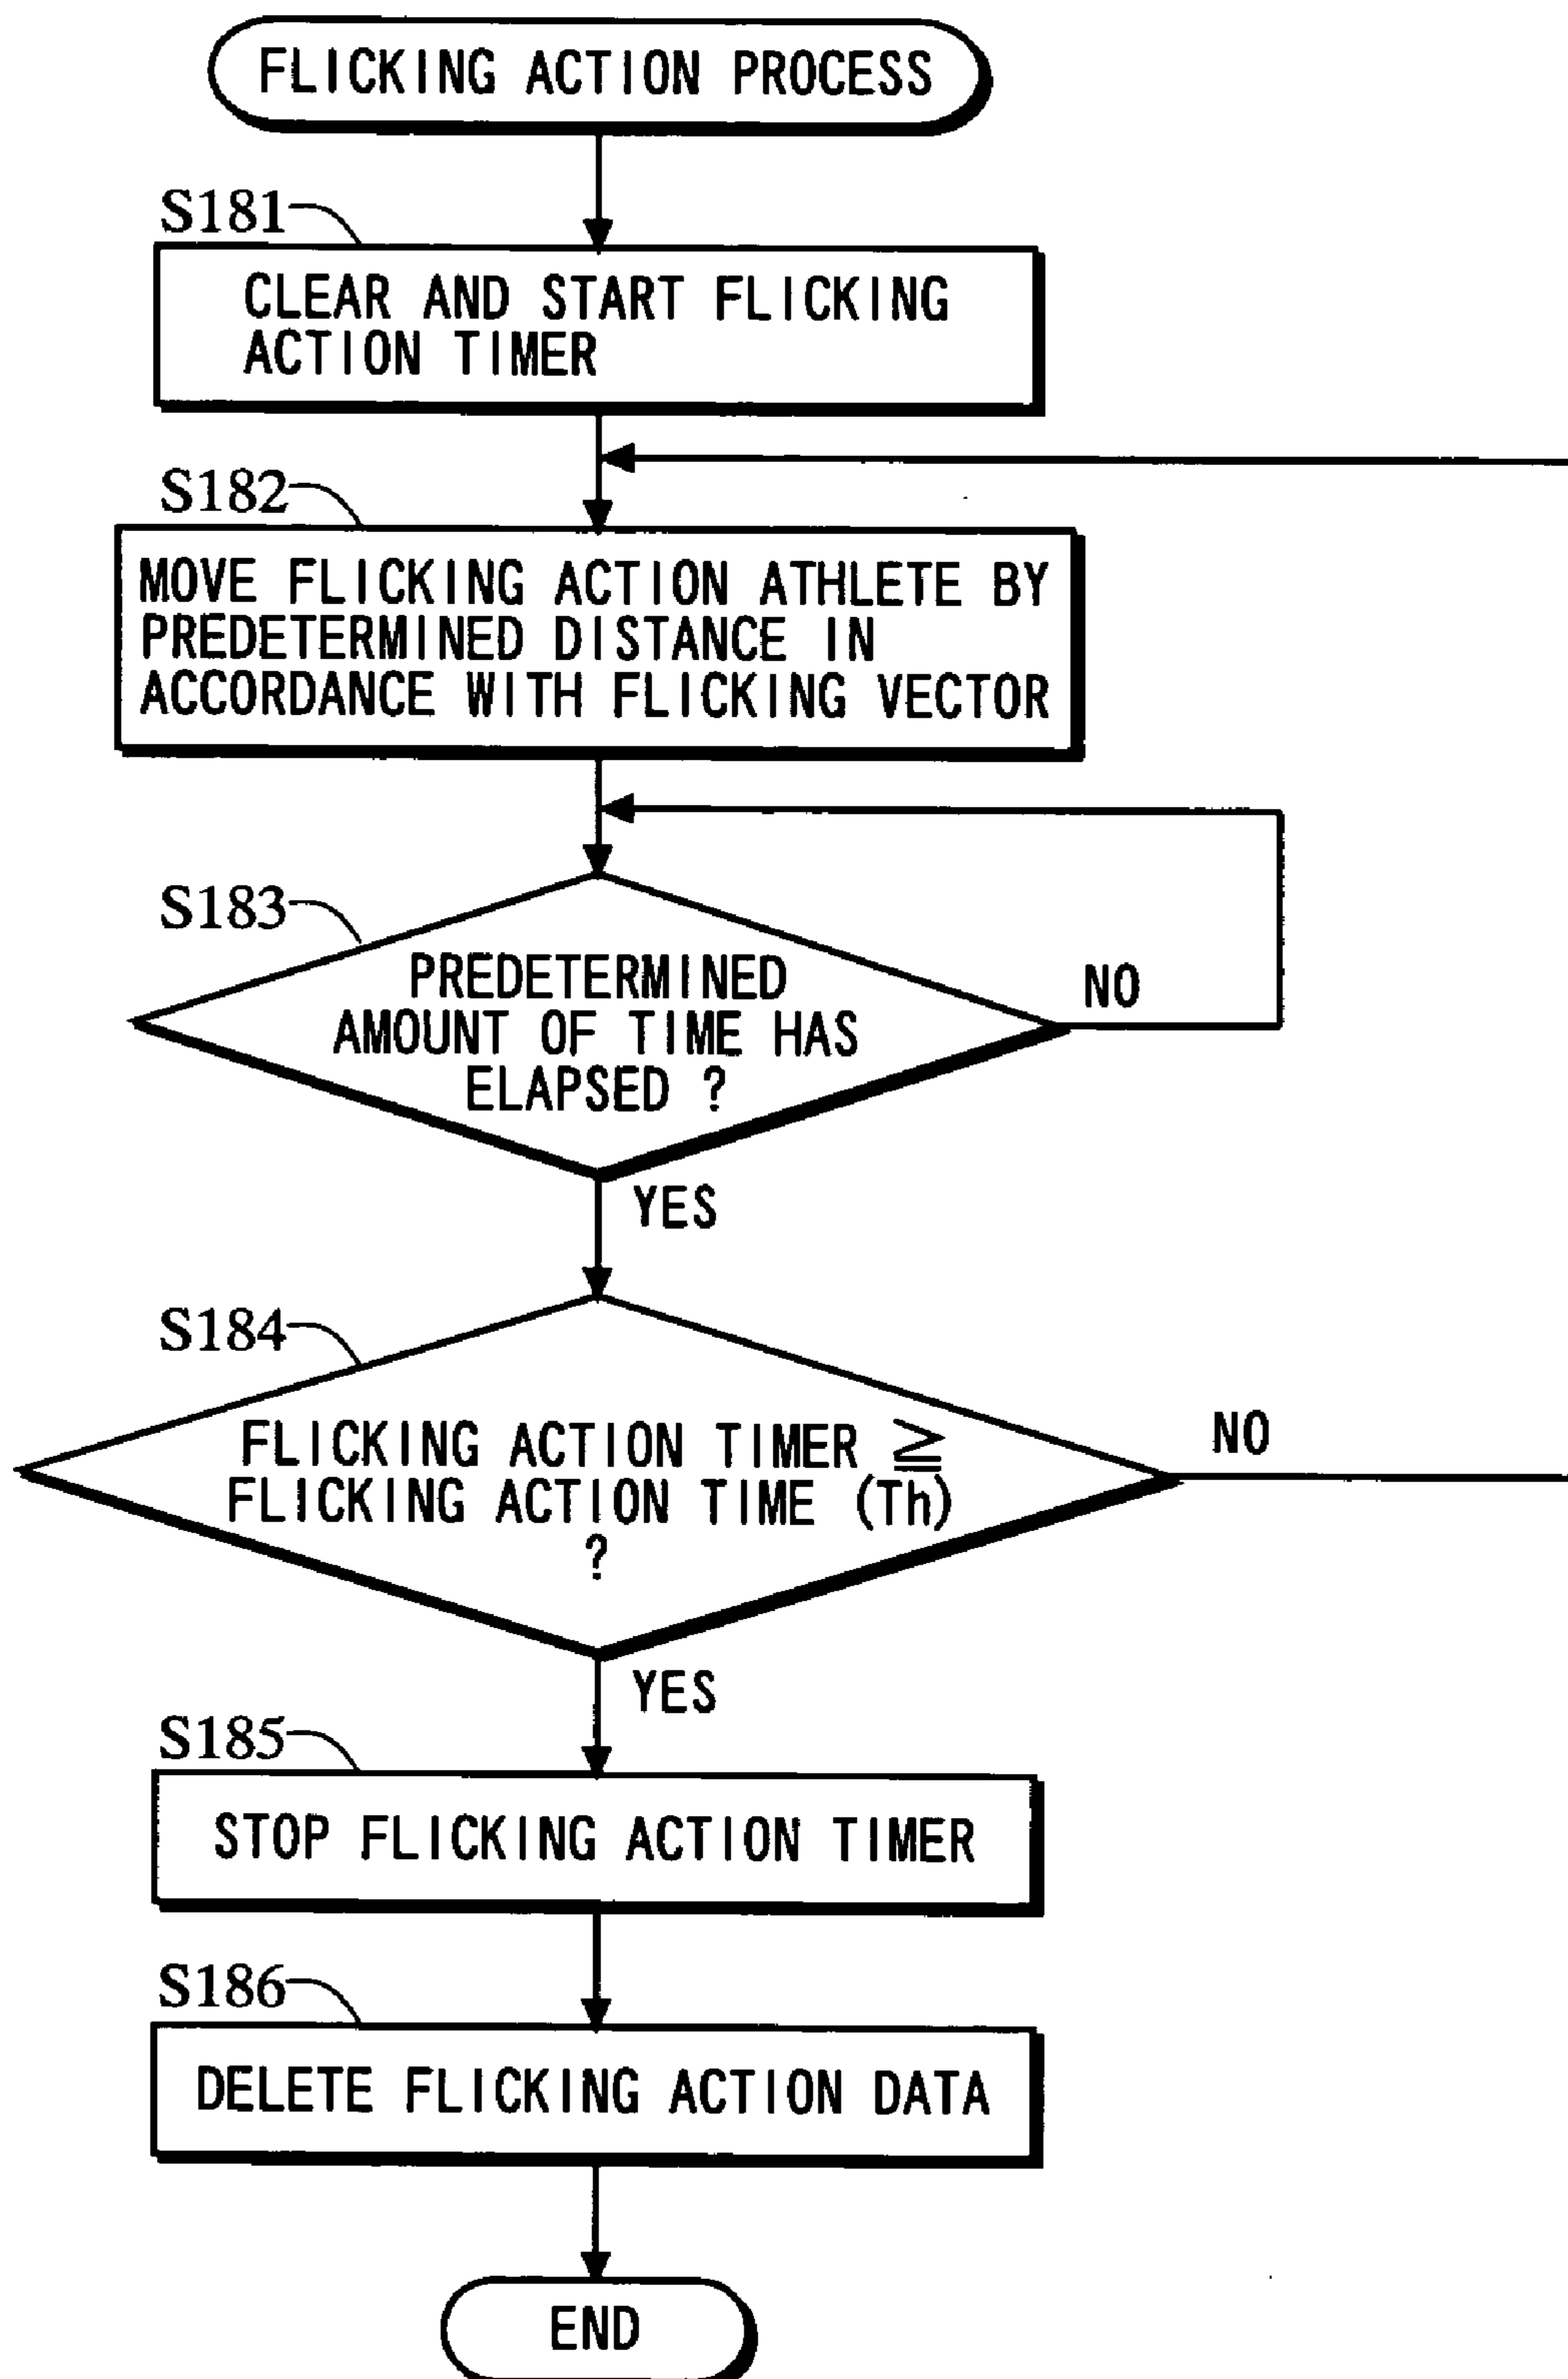 FLICKING ACTION PROCESS
S181
CLEAR AND START FLICKING
ACTION TIMER
S182
MOVE FLICKING ACTION ATHLETE BY
PREDETERMINED DISTANCE IN
ACCORDANCE WITH FLICKING VECTOR
S183
PREDETERMINED
AMOUNT OF TIME HAS
ELAPSED ?
NO
YES
S184
FLICKING ACTION TIMER ≧
FLICKING ACTION TIME (Th)
?
NO
YES
S185
STOP FLICKING ACTION TIMER
S186
DELETE FLICKING ACTION DATA
END